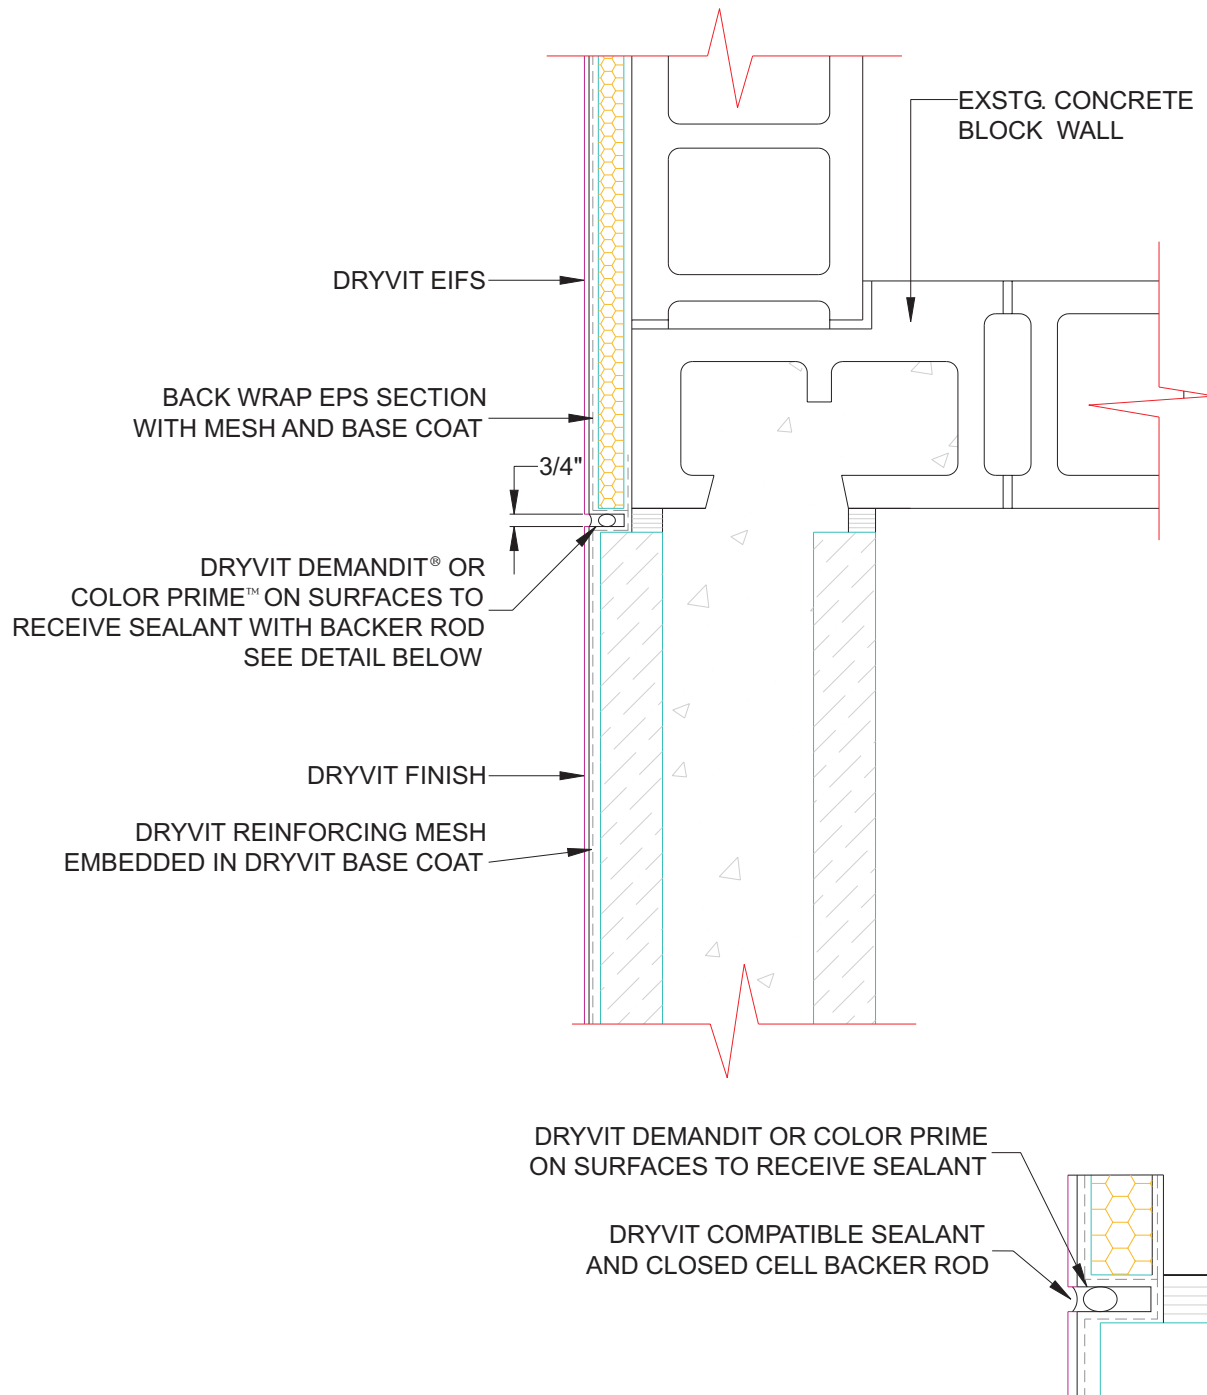 EXSTG. CONCRETE
BLOCK WALL
DRYVIT EIFS
BACK WRAP EPS SECTION
WITH MESH AND BASE COAT
3/4"
DRYVIT DEMANDIT® OR
COLOR PRIME™ ON SURFACES TO
RECEIVE SEALANT WITH BACKER ROD
SEE DETAIL BELOW
DRYVIT FINISH
DRYVIT REINFORCING MESH
EMBEDDED IN DRYVIT BASE COAT
DRYVIT DEMANDIT OR COLOR PRIME
ON SURFACES TO RECEIVE SEALANT
DRYVIT COMPATIBLE SEALANT
AND CLOSED CELL BACKER ROD